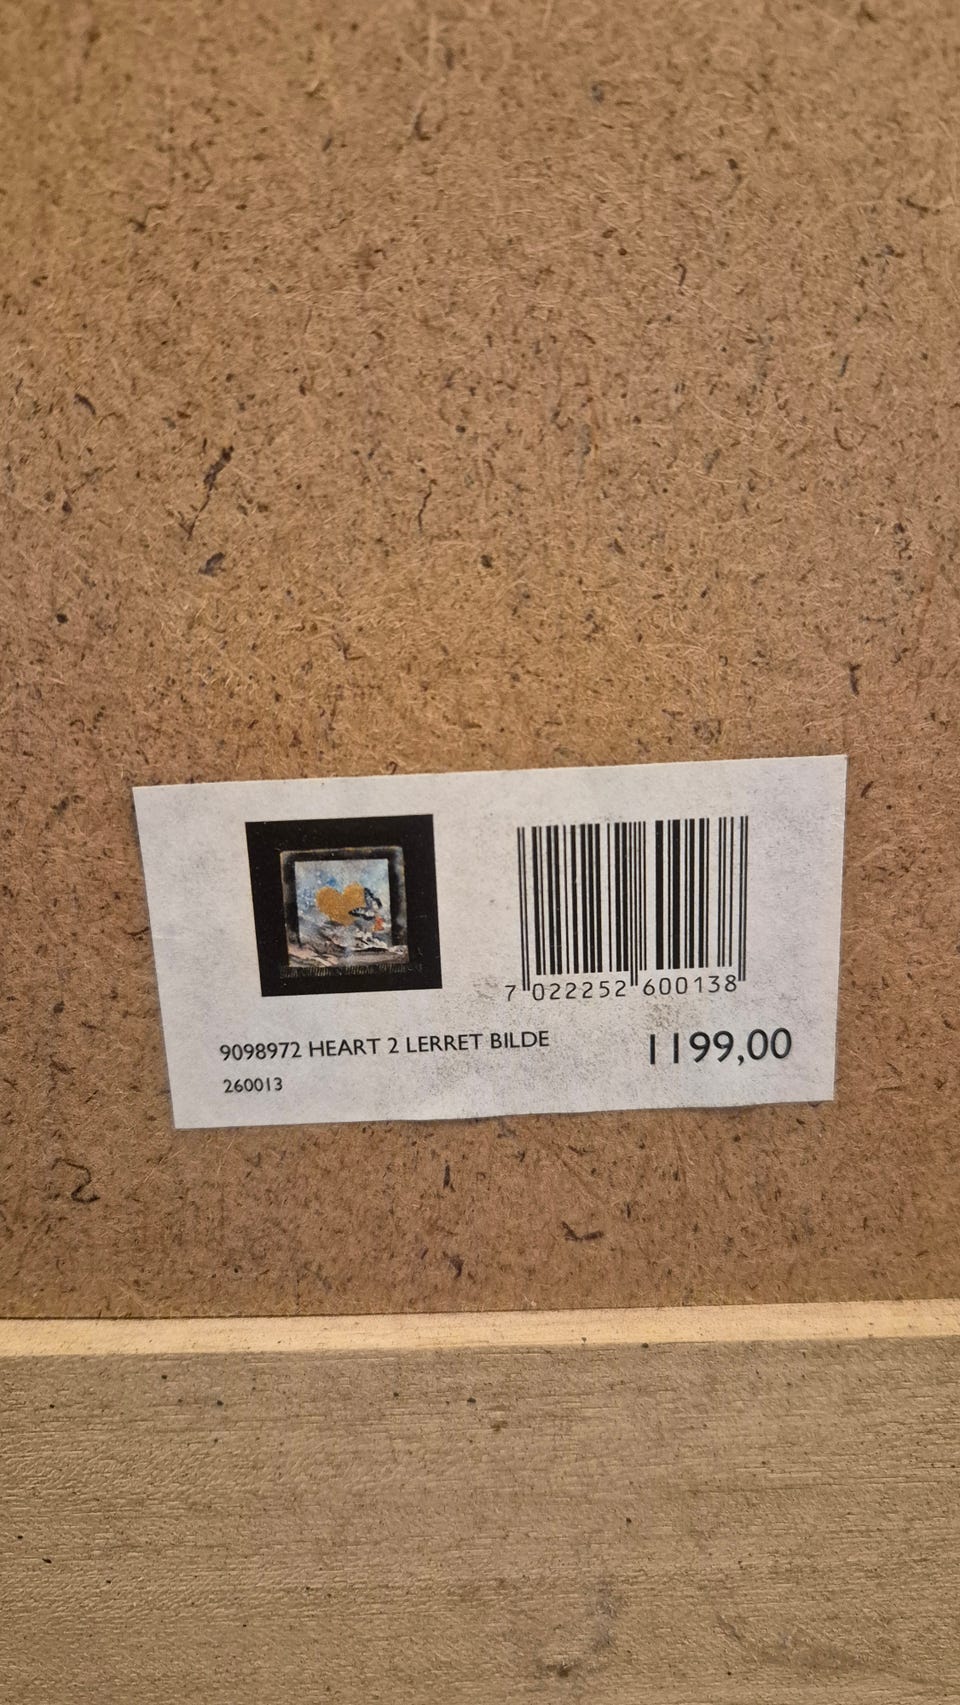 7 022252 600138
9098972 HEART 2 LERRET BILDE
1199,00
260013